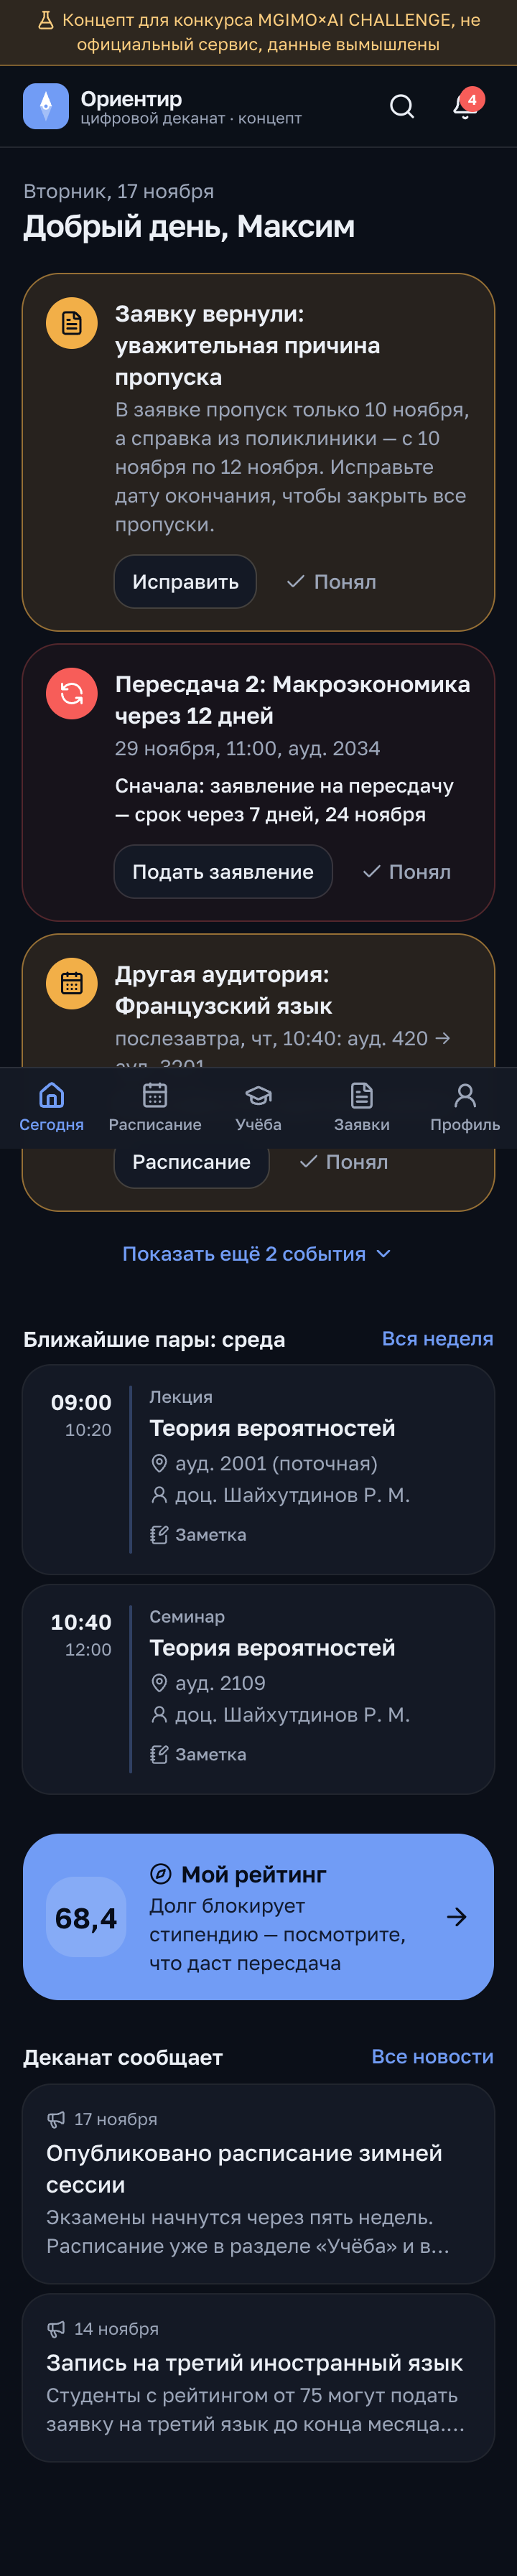 Концепт для конкурса MGIMO×AI CHALLENGE, не
официальный сервис, данные вымышлены
Ориентир
цифровой деканат · концепт
4
Вторник, 17 ноября
Добрый день, Максим
Заявку вернули:
уважительная причина
пропуска
В заявке пропуск только 10 ноября,
а справка из поликлиники — с 10
ноября по 12 ноября. Исправьте
дату окончания, чтобы закрыть все
пропуски.
Исправить
Понял
Пересдача 2: Макроэкономика
через 12 дней
29 ноября, 11:00, ауд. 2034
Сначала: заявление на пересдачу
— срок через 7 дней, 24 ноября
Подать заявление
Понял
Другая аудитория:
Французский язык
послезавтра, чт, 10:40: ауд. 420 →
ауд. 3201
Сегодня
Расписание
Учёба
Заявки
Профиль
Расписание
Понял
Показать ещё 2 события
Ближайшие пары: среда
Вся неделя
09:00
10:20
Лекция
Теория вероятностей
ауд. 2001 (поточная)
доц. Шайхутдинов Р. М.
Заметка
10:40
12:00
Семинар
Теория вероятностей
ауд. 2109
доц. Шайхутдинов Р. М.
Заметка
68,4
Мой рейтинг
Долг блокирует
стипендию — посмотрите,
что даст пересдача
Деканат сообщает
Все новости
17 ноября
Опубликовано расписание зимней
сессии
Экзамены начнутся через пять недель.
Расписание уже в разделе «Учёба» и в…
14 ноября
Запись на третий иностранный язык
Студенты с рейтингом от 75 могут подать
заявку на третий язык до конца месяца.…